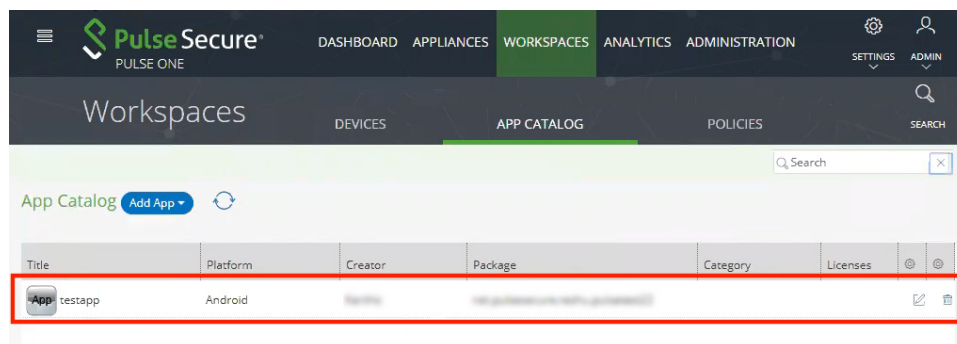 Pulse Secure®
PULSE ONE
DASHBOARD APPLIANCES WORKSPACES ANALYTICS ADMINISTRATION
SETTINGS ADMIN
Workspaces
DEVICES APP CATALOG POLICIES
SEARCH
Search
App Catalog Add App
Title Platform Creator Package Category Licenses
App testapp Android